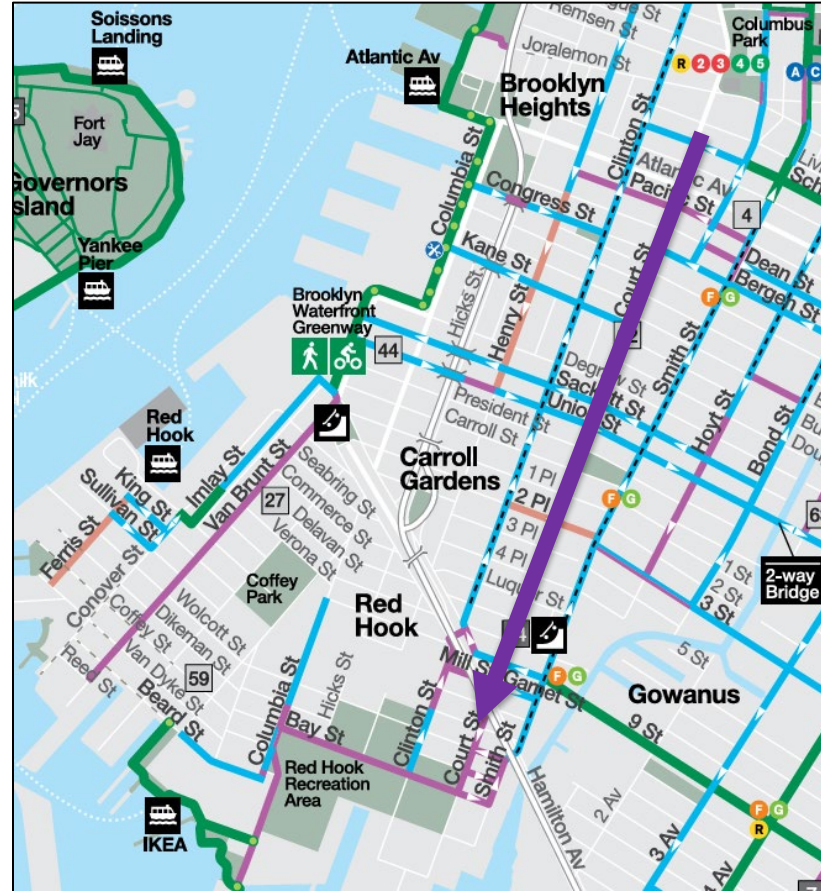 Soissons
Landing
Atlantic Av
Remsen St
Joralemon St
Columbus
Park
R 2 3 4 5
A C
Brooklyn
Heights
Fort
Jay
Governors
Island
Yankee
Pier
Columbia St
Clinton St
Congress St
Atlantic Av
Pacific St
4
Kane St
Dean St
Bergen St
F G
Court St
Hicks St
Henry St
Smith St
Brooklyn
Waterfront
Greenway
44
Degraw St
Sackett St
Union St
President St
Carroll St
Hoyt St
Bond St
Red
Hook
Imlay St
Van Brunt St
King St
Sullivan St
Ferris St
27
Seabring St
Commerce St
Delavan St
Verona St
Carroll
Gardens
1 Pl
2 Pl
3 Pl
4 Pl
Luquer St
F G
2-way
Bridge
1 St
2 St
3 St
5 St
Conover St
Coffey St
Reed St
Wolcott St
Dikeman St
Van Dyke St
Beard St
59
Coffey
Park
Red
Hook
Columbia St
Hicks St
Mill St
Garnet St
F G
Gowanus
9 St
Bay St
Clinton St
Court St
Smith St
Red Hook
Recreation
Area
Hamilton Av
2 Av
3 Av
F G
R
IKEA